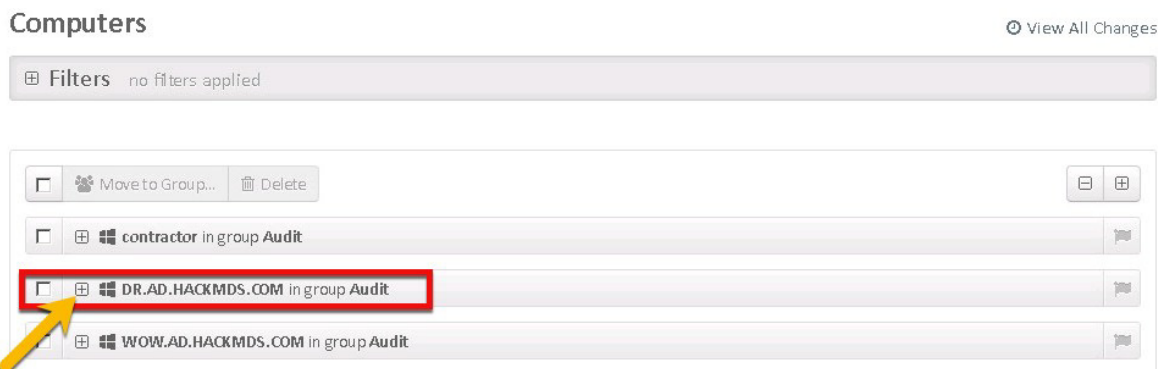 Computers
View All Changes
Filters no filters applied
Move to Group... Delete
contractor in group Audit
DR.AD.HACKMDS.COM in group Audit
WOW.AD.HACKMDS.COM in group Audit